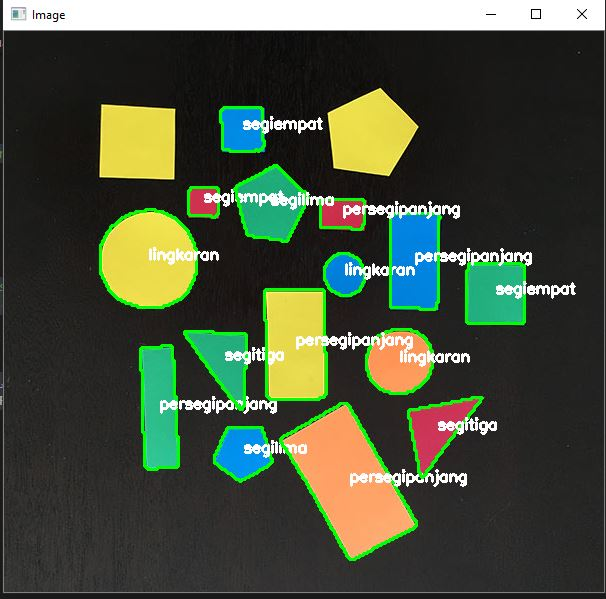 Image
segiempat
segiempat
segilima
persegipanjang
lingkaran
persegipanjang
lingkaran
segiempat
persegipanjang
segitiga
lingkaran
persegipanjang
segitiga
segilima
persegipanjang